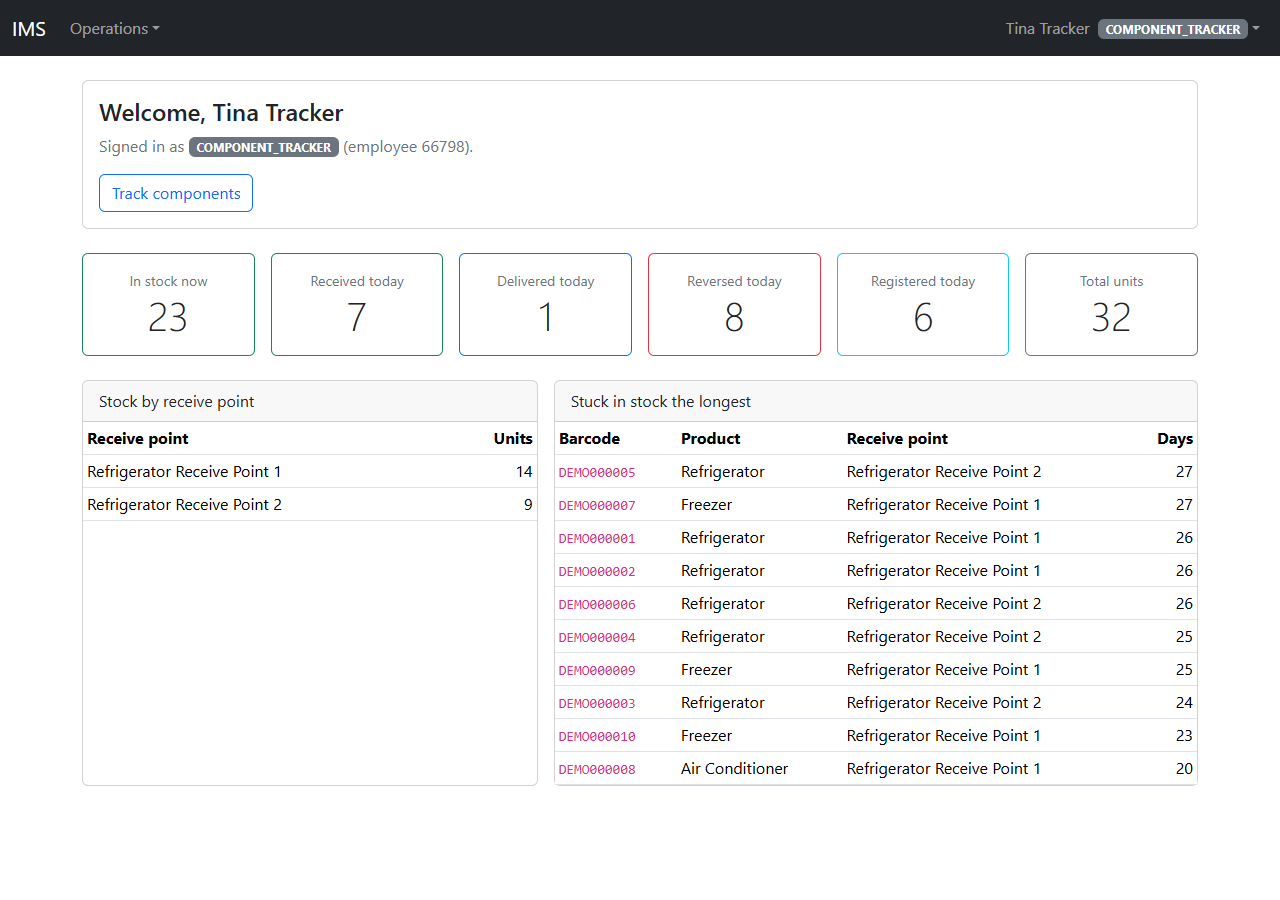 IMS Operations Tina Tracker COMPONENT_TRACKER
Welcome, Tina Tracker
Signed in as COMPONENT_TRACKER (employee 66798).
Track components
In stock now
23
Received today
7
Delivered today
1
Reversed today
8
Registered today
6
Total units
32
Stock by receive point
Receive point Units
Refrigerator Receive Point 1 14
Refrigerator Receive Point 2 9
Stuck in stock the longest
Barcode Product Receive point Days
DEMO000005 Refrigerator Refrigerator Receive Point 2 27
DEMO000007 Freezer Refrigerator Receive Point 1 27
DEMO000001 Refrigerator Refrigerator Receive Point 1 26
DEMO000002 Refrigerator Refrigerator Receive Point 1 26
DEMO000006 Refrigerator Refrigerator Receive Point 2 26
DEMO000004 Refrigerator Refrigerator Receive Point 2 25
DEMO000009 Freezer Refrigerator Receive Point 1 25
DEMO000003 Refrigerator Refrigerator Receive Point 2 24
DEMO000010 Freezer Refrigerator Receive Point 1 23
DEMO000008 Air Conditioner Refrigerator Receive Point 1 20